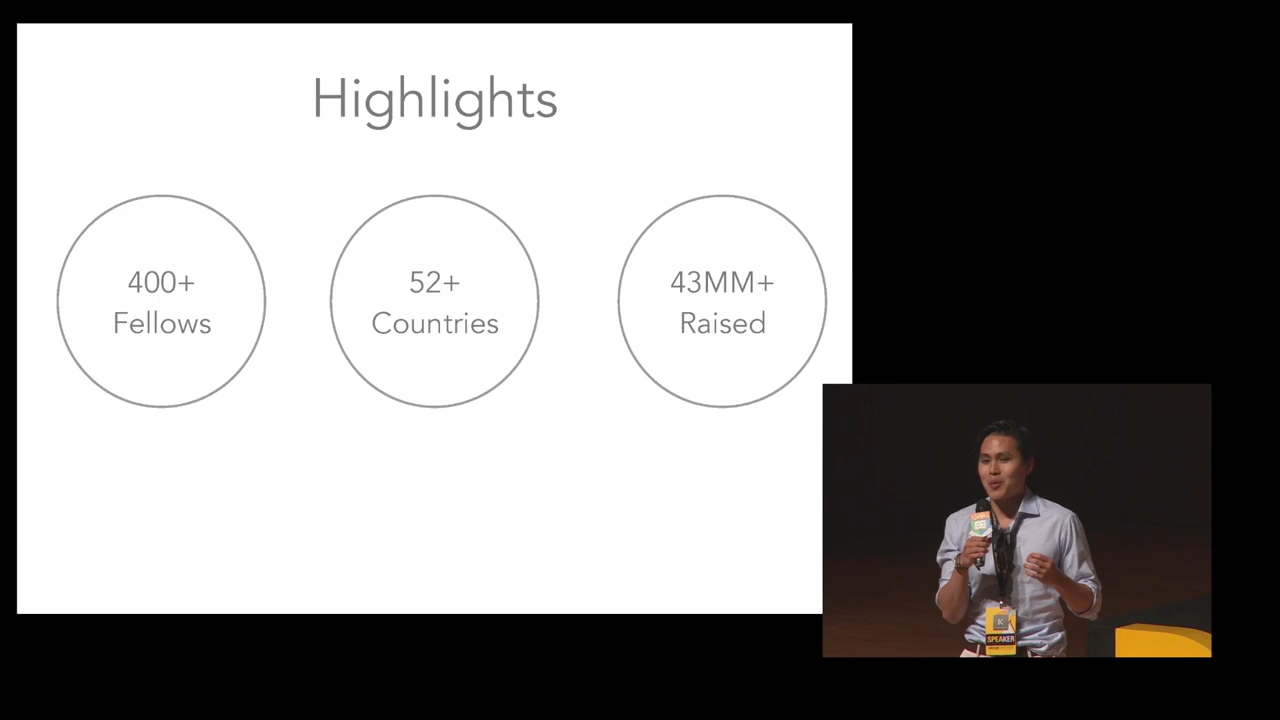 Highlights
400+
Fellows
52+
Countries
43MM+
Raised
K
SPEAKER